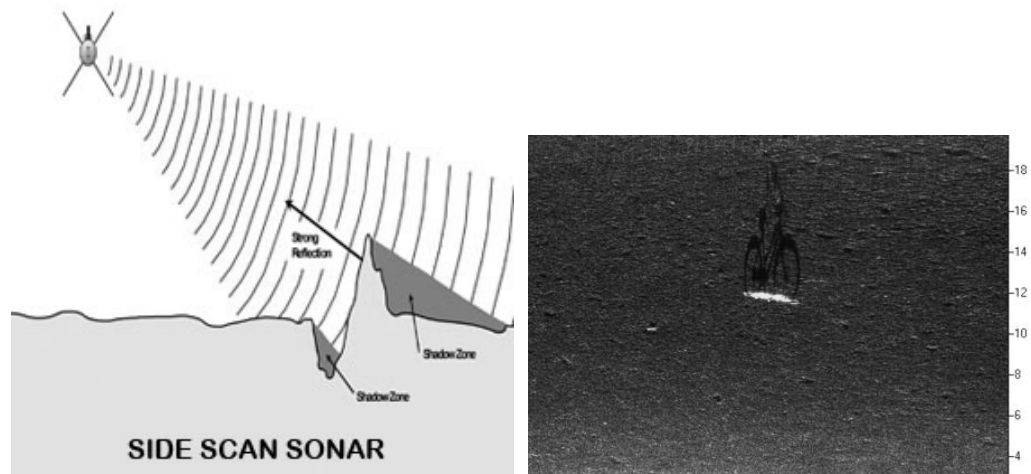 Strong
Reflection
Shadow Zone
Shadow Zone
SIDE SCAN SONAR
18
16
14
12
10
8
6
4